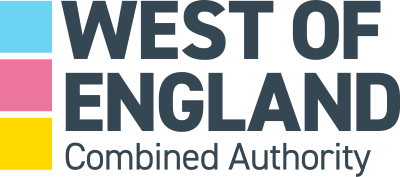 WEST OF
ENGLAND
Combined Authority